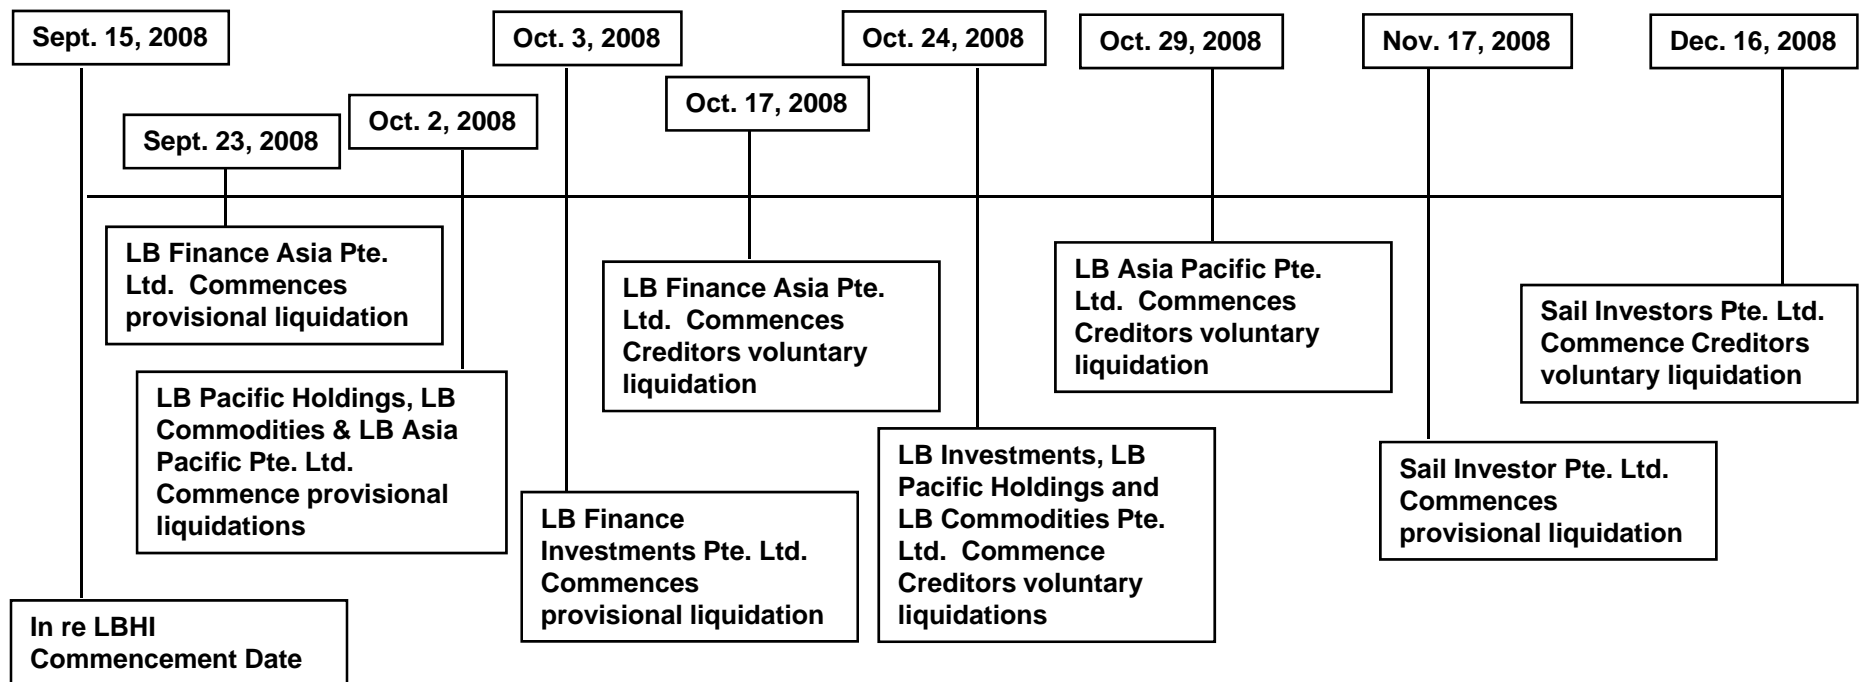 Sept. 15, 2008
Oct. 3, 2008
Oct. 24, 2008
Oct. 29, 2008
Nov. 17, 2008
Dec. 16, 2008
Sept. 23, 2008
Oct. 2, 2008
Oct. 17, 2008
LB Finance Asia Pte.
Ltd. Commences
provisional liquidation
LB Pacific Holdings, LB
Commodities & LB Asia
Pacific Pte. Ltd.
Commence provisional
liquidations
LB Finance
Investments Pte. Ltd.
Commences
provisional liquidation
LB Finance Asia Pte.
Ltd. Commences
Creditors voluntary
liquidation
LB Investments, LB
Pacific Holdings and
LB Commodities Pte.
Ltd. Commence
Creditors voluntary
liquidations
LB Asia Pacific Pte.
Ltd. Commences
Creditors voluntary
liquidation
Sail Investor Pte. Ltd.
Commences
provisional liquidation
Sail Investors Pte. Ltd.
Commence Creditors
voluntary liquidation
In re LBHI
Commencement Date